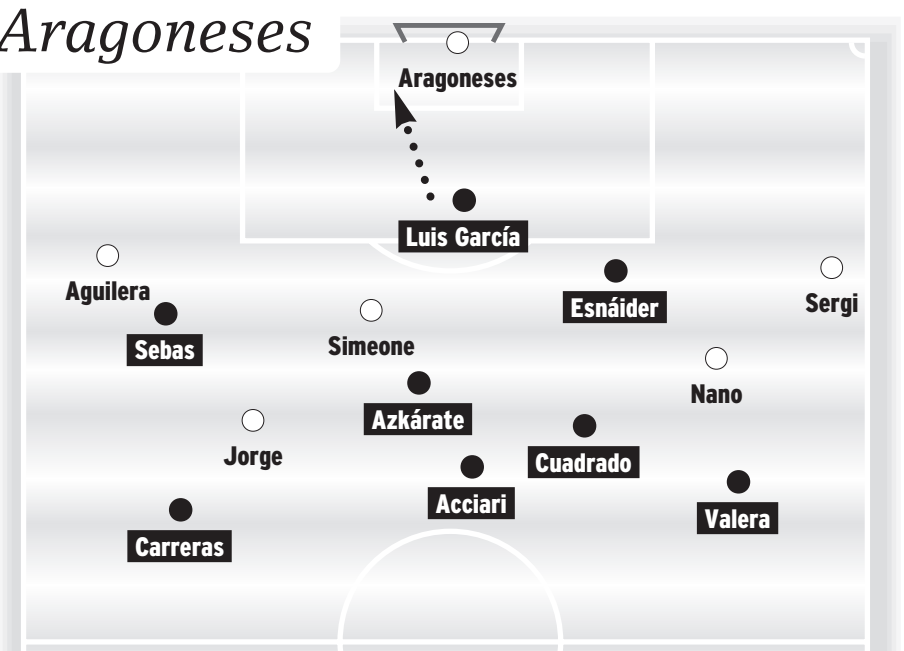 Aragoneses
Aragoneses
Luis García
Aguilera
Sergi
Esnáider
Sebas
Simeone
Nano
Azkárate
Jorge
Cuadrado
Acciari
Valera
Carreras